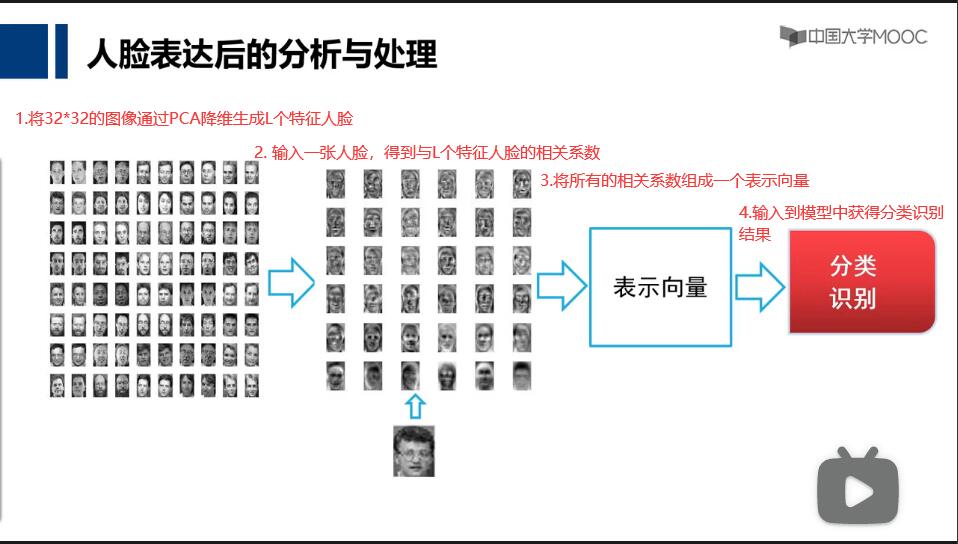 人脸表达后的分析与处理
中国大学MOOC
1.将32*32的图像通过PCA降维生成L个特征人脸
2. 输入一张人脸，得到与L个特征人脸的相关系数
3.将所有的相关系数组成一个表示向量
4.输入到模型中获得分类识别
结果
表示向量
分类
识别